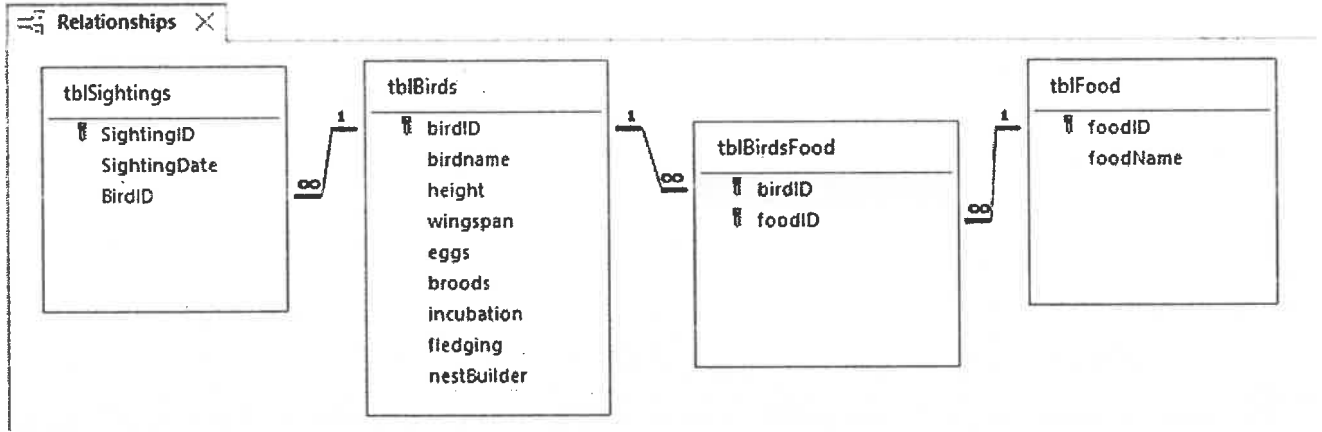 Relationships
tblSightings
SightingID
SightingDate
BirdID
1
∞
tblBirds
birdID
birdname
height
wingspan
eggs
broods
incubation
fledging
nestBuilder
1
∞
tblBirdsFood
birdID
foodID
1
∞
tblFood
foodID
foodName